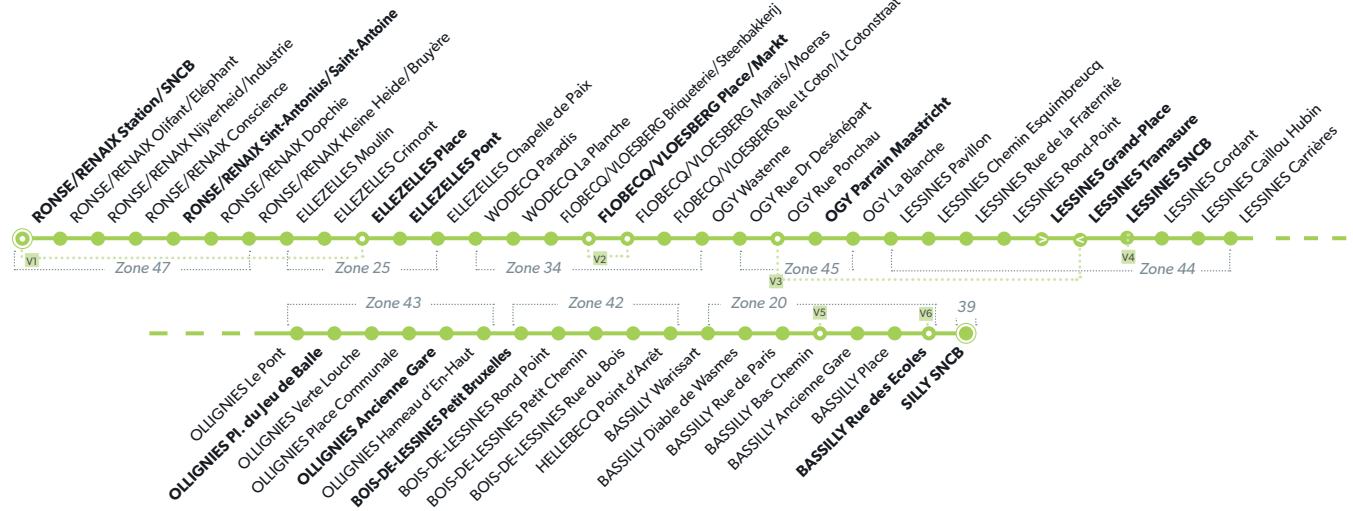 RONSE/RENAIX Station/SNCB
RONSE/RENAIX Olifant/Eléphant
RONSE/RENAIX Nijverheid/Industrie
RONSE/RENAIX Conscience
RONSE/RENAIX Sint-Antonius/Saint-Antoine
RONSE/RENAIX Dopchie
RONSE/RENAIX Kleine Heide/Bruyère
ELLEZELLES Moulin
ELLEZELLES Crimont
ELLEZELLES Place
ELLEZELLES Pont
ELLEZELLES Chapelle de Paix
WODECQ Paradis
WODECQ La Planche
FLOBECQ/VLOESBERG Briqueterie/Steenbakkerij
FLOBECQ/VLOESBERG Place/Markt
FLOBECQ/VLOESBERG Marais/Moeras
FLOBECQ/VLOESBERG Rue Lt Coton/Lt Cotonstraat
OGY Wastenne
OGY Rue Dr Desénépart
OGY Rue Ponchau
OGY Parrain Maastricht
OGY La Blanche
LESSINES Pavillon
LESSINES Chemin Esquimbreucq
LESSINES Rue de la Fraternité
LESSINES Rond-Point
LESSINES Grand-Place
LESSINES Tramasure
LESSINES SNCB
LESSINES Cordant
LESSINES Caillou Hubin
LESSINES Carrières
V1
V2
V3
V4
Zone 47
Zone 25
Zone 34
Zone 45
Zone 44
Zone 43
Zone 42
Zone 20
39
V5
V6
OLLIGNIES Le Pont
OLLIGNIES Pl. du Jeu de Balle
OLLIGNIES Verte Louche
OLLIGNIES Place Communale
OLLIGNIES Ancienne Gare
OLLIGNIES Hameau d'En-Haut
BOIS-DE-LESSINES Petit Bruxelles
BOIS-DE-LESSINES Rond Point
BOIS-DE-LESSINES Petit Chemin
BOIS-DE-LESSINES Rue du Bois
HELLEBECQ Point d'Arrêt
BASSILLY Warissart
BASSILLY Diable de Wasmes
BASSILLY Rue de Paris
BASSILLY Bas Chemin
BASSILLY Ancienne Gare
BASSILLY Place
BASSILLY Rue des Ecoles
SILLY SNCB